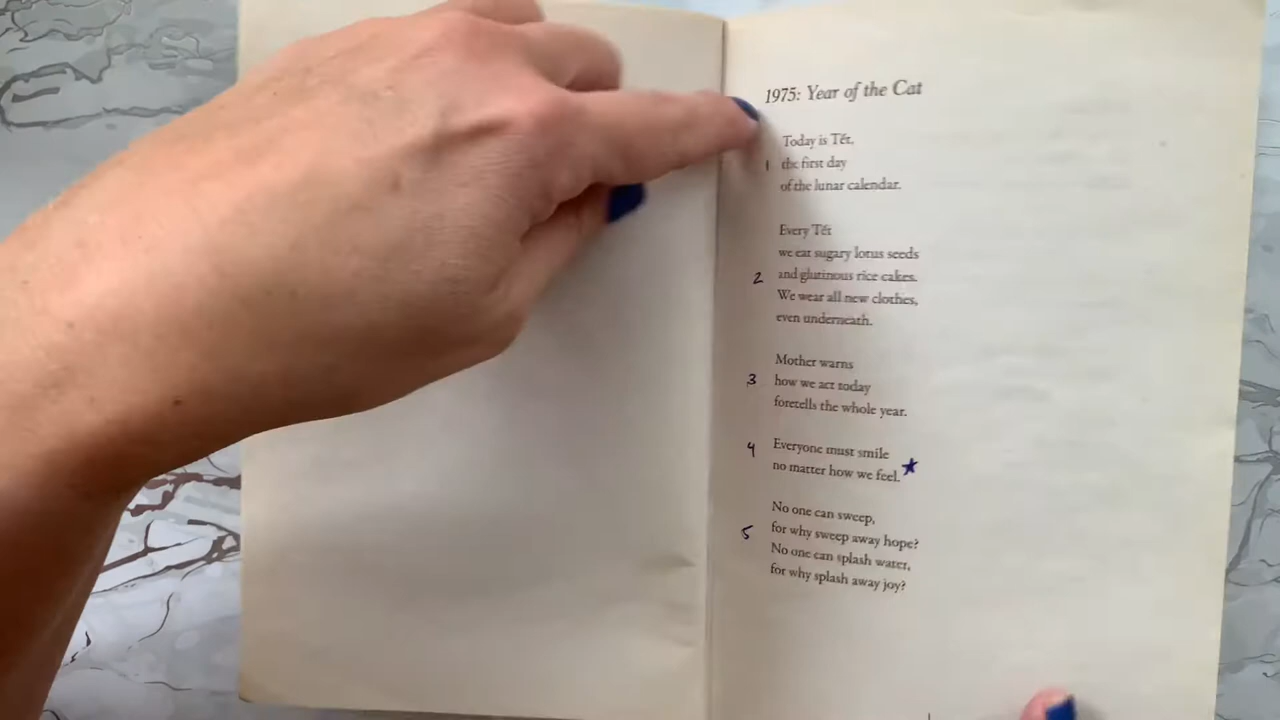 1975: Year of the Cat
Today is Tết,
1 the first day
of the lunar calendar.
Every Tết
we eat sugary lotus seeds
2 and glutinous rice cakes.
We wear all new clothes,
even underneath.
Mother warns
3 how we act today
foretells the whole year.
4 Everyone must smile
no matter how we feel.
No one can sweep,
5 for why sweep away hope?
No one can splash water,
for why splash away joy?